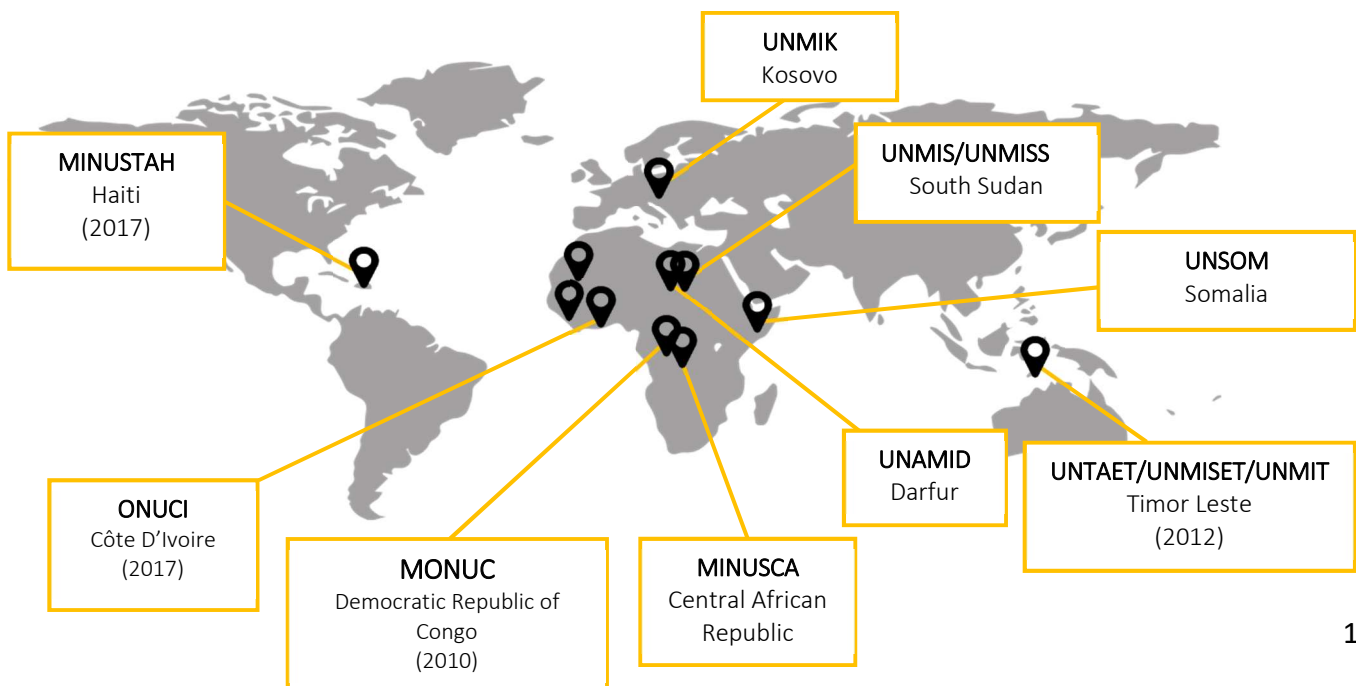 UNMIK
Kosovo
MINUSTAH
Haiti
(2017)
UNMIS/UNMISS
South Sudan
UNSOM
Somalia
UNAMID
Darfur
UNTAET/UNMISET/UNMIT
Timor Leste
(2012)
ONUCI
Côte D’Ivoire
(2017)
MONUC
Democratic Republic of
Congo
(2010)
MINUSCA
Central African
Republic
1